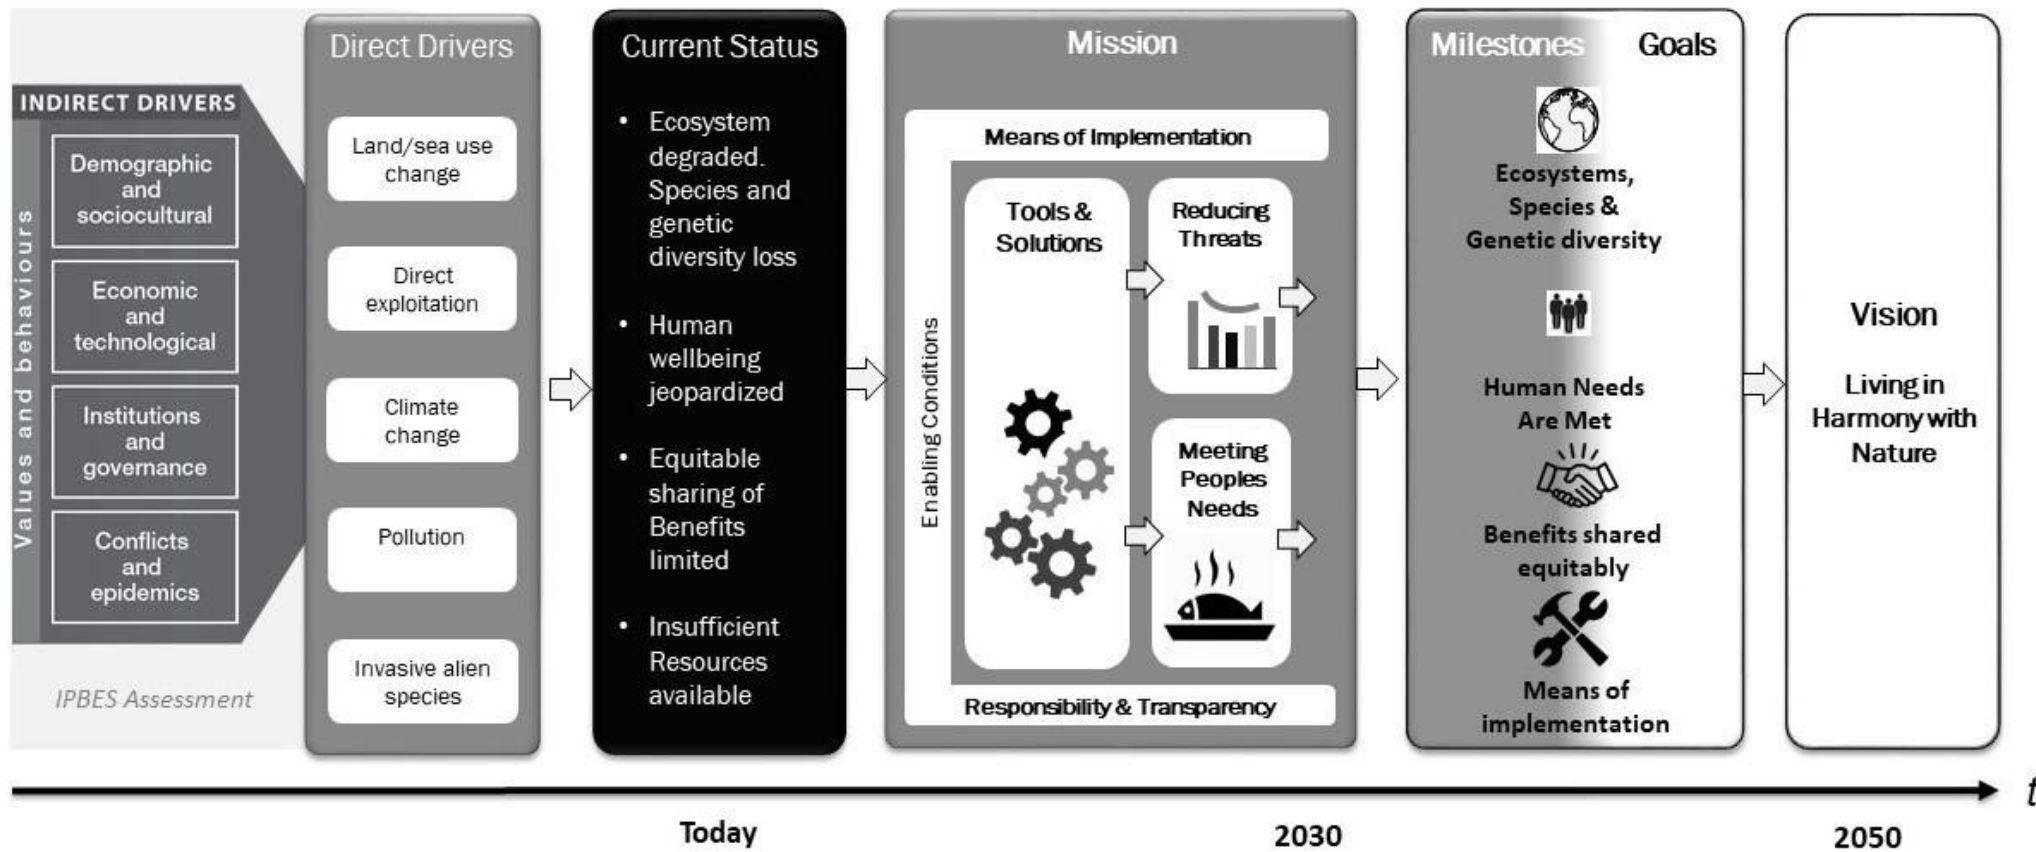 INDIRECT DRIVERS
Values and behaviours
Demographic
and
sociocultural
Economic
and
technological
Institutions
and
governance
Conflicts
and
epidemics
IPBES Assessment
Direct Drivers
Land/sea use
change
Direct
exploitation
Climate
change
Pollution
Invasive alien
species
Current Status
• Ecosystem
degraded.
Species and
genetic
diversity loss
• Human
wellbeing
jeopardized
• Equitable
sharing of
Benefits
limited
• Insufficient
Resources
available
Mission
Means of Implementation
Enabling Conditions
Tools &
Solutions
Reducing
Threats
Meeting
Peoples
Needs
Responsibility & Transparency
Milestones Goals
Ecosystems,
Species &
Genetic diversity
Human Needs
Are Met
Benefits shared
equitably
Means of
implementation
Vision
Living in
Harmony with
Nature
t
Today 2030 2050